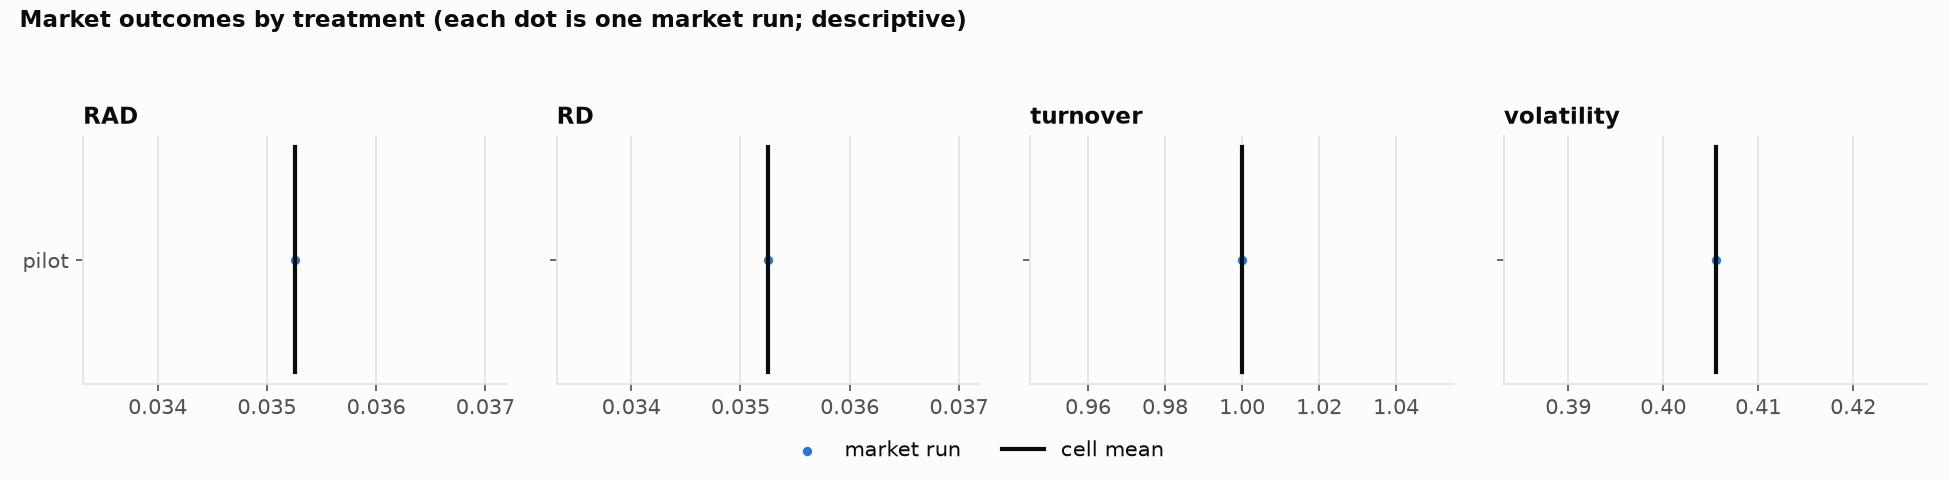 Market outcomes by treatment (each dot is one market run; descriptive)
RAD
RD
turnover
volatility
pilot
0.034 0.035 0.036 0.037
0.034 0.035 0.036 0.037
0.96 0.98 1.00 1.02 1.04
0.39 0.40 0.41 0.42
market run
cell mean